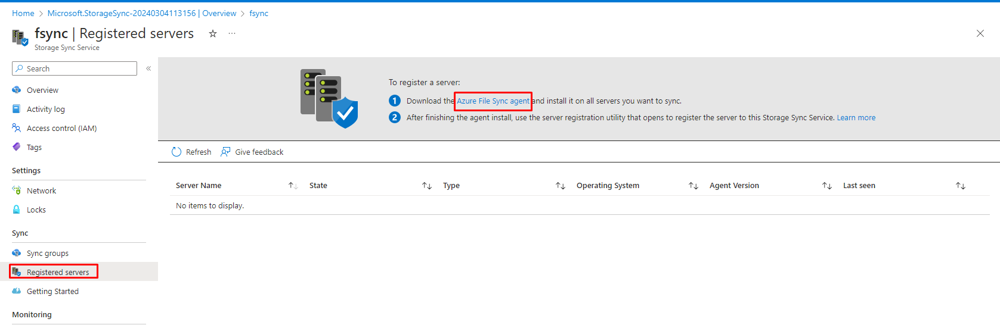 Home > Microsoft.StorageSync-20240304113156 | Overview > fsync
fsync | Registered servers ☆ ...
Storage Sync Service
Search
Overview
Activity log
Access control (IAM)
Tags
Settings
Network
Locks
Sync
Sync groups
Registered servers
Getting Started
Monitoring
To register a server:
1 Download the Azure File Sync agent and install it on all servers you want to sync.
2 After finishing the agent install, use the server registration utility that opens to register the server to this Storage Sync Service. Learn more
Refresh Give feedback
Server Name State Type Operating System Agent Version Last seen
No items to display.